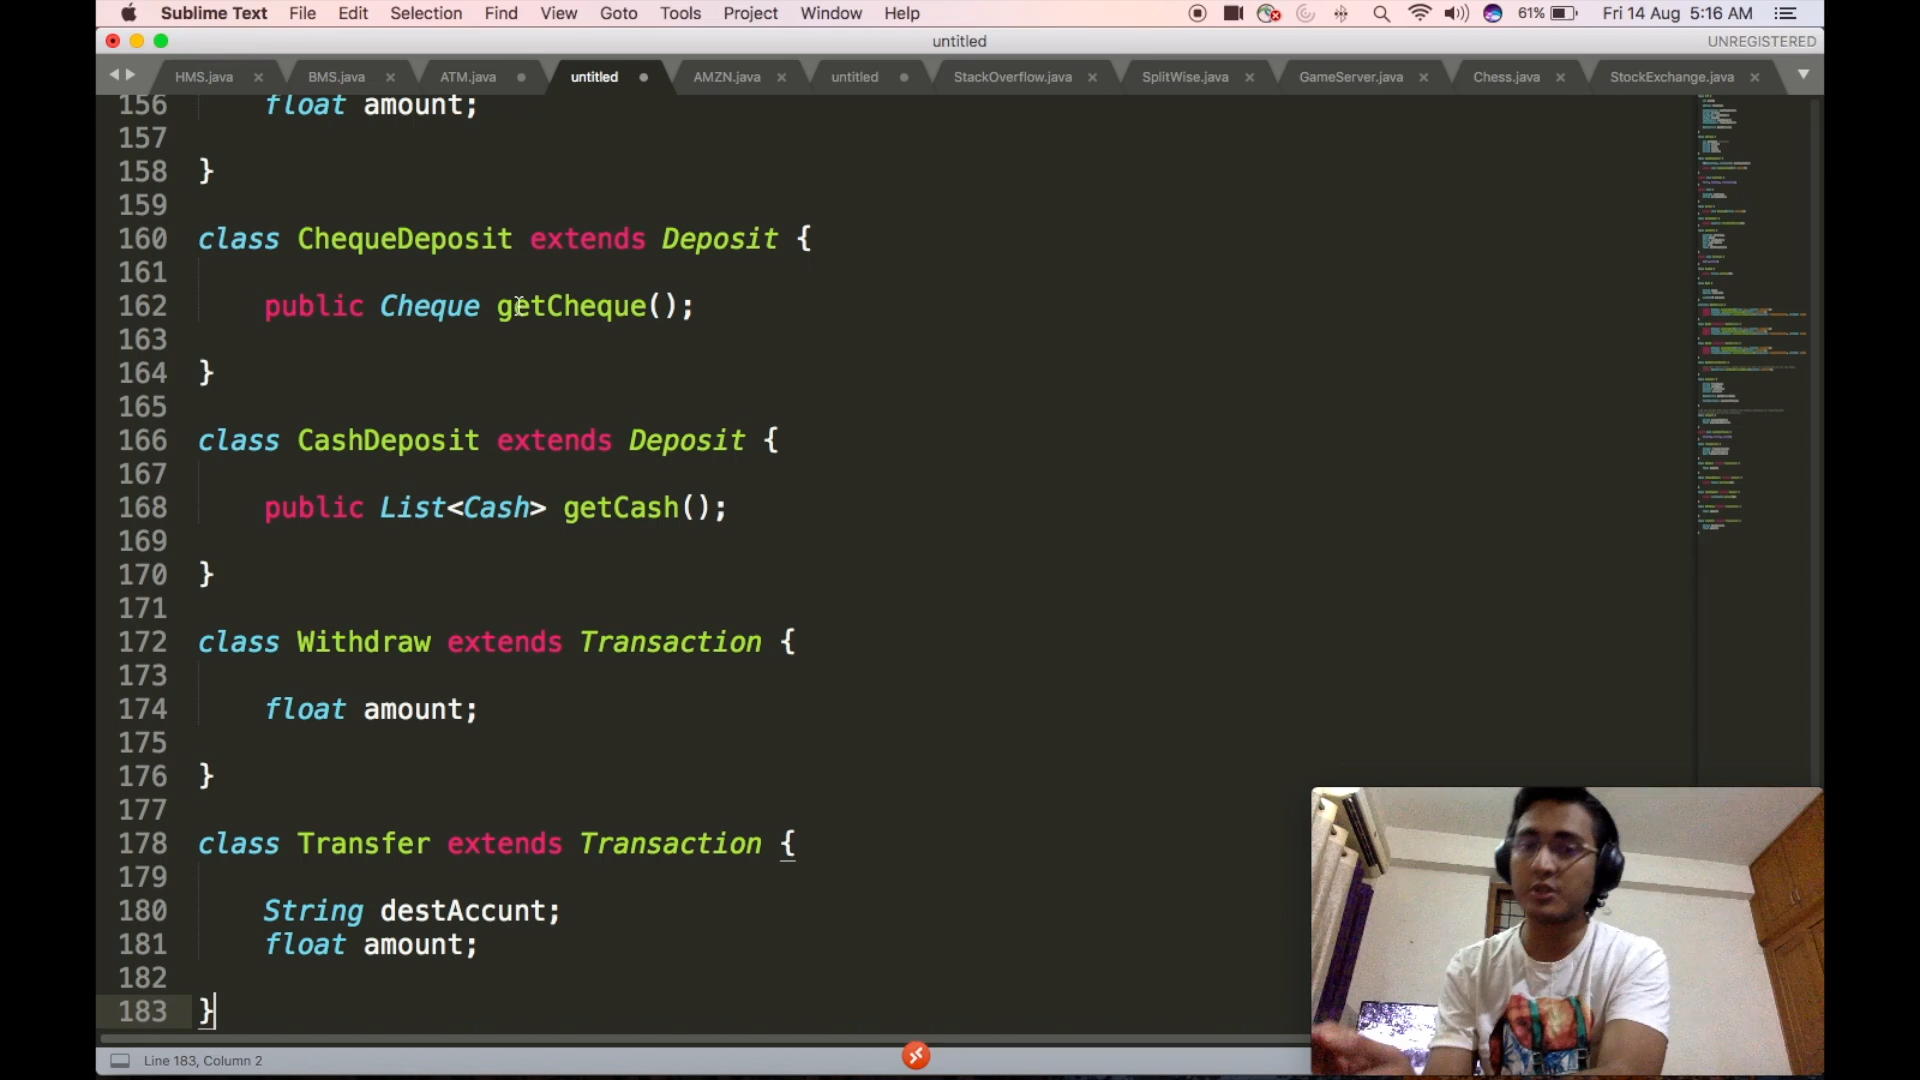 Sublime Text File Edit Selection Find View Goto Tools Project Window Help 61% Fri 14 Aug 5:16 AM
untitled UNREGISTERED
HMS.java BMS.java ATM.java untitled AMZN.java untitled StackOverflow.java SplitWise.java GameServer.java Chess.java StockExchange.java
156 float amount;
157
158 }
159
160 class ChequeDeposit extends Deposit {
161
162 public Cheque getCheque();
163
164 }
165
166 class CashDeposit extends Deposit {
167
168 public List<Cash> getCash();
169
170 }
171
172 class Withdraw extends Transaction {
173
174 float amount;
175
176 }
177
178 class Transfer extends Transaction {
179
180 String destAccunt;
181 float amount;
182
183 }
Line 183, Column 2